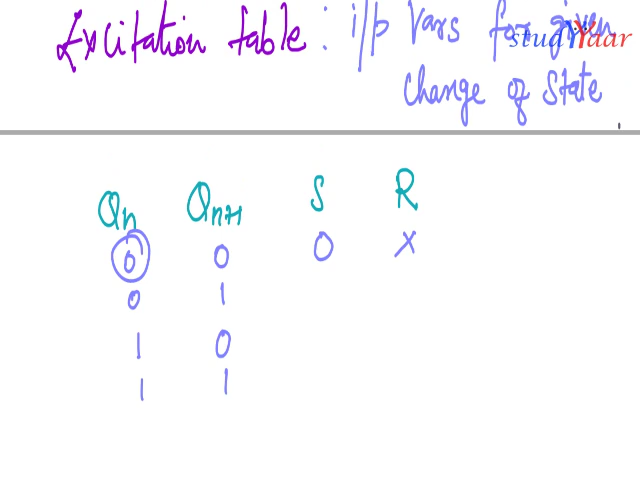 Excitation table : i/p Vars for given
studYYaar
change of state
Qn Qn+1 S R
0 0 0 X
0 1
1 0
1 1